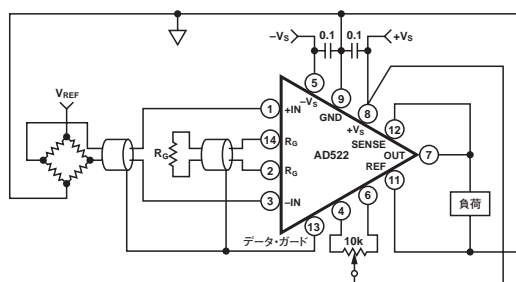 –VS
0.1
0.1
+VS
VREF
5
9
8
–VS
GND
+VS
1
+IN
12
SENSE
14
RG
RG
AD522
OUT
7
2
RG
REF
11
6
負荷
3
–IN
4
13
データ・ガード
10k